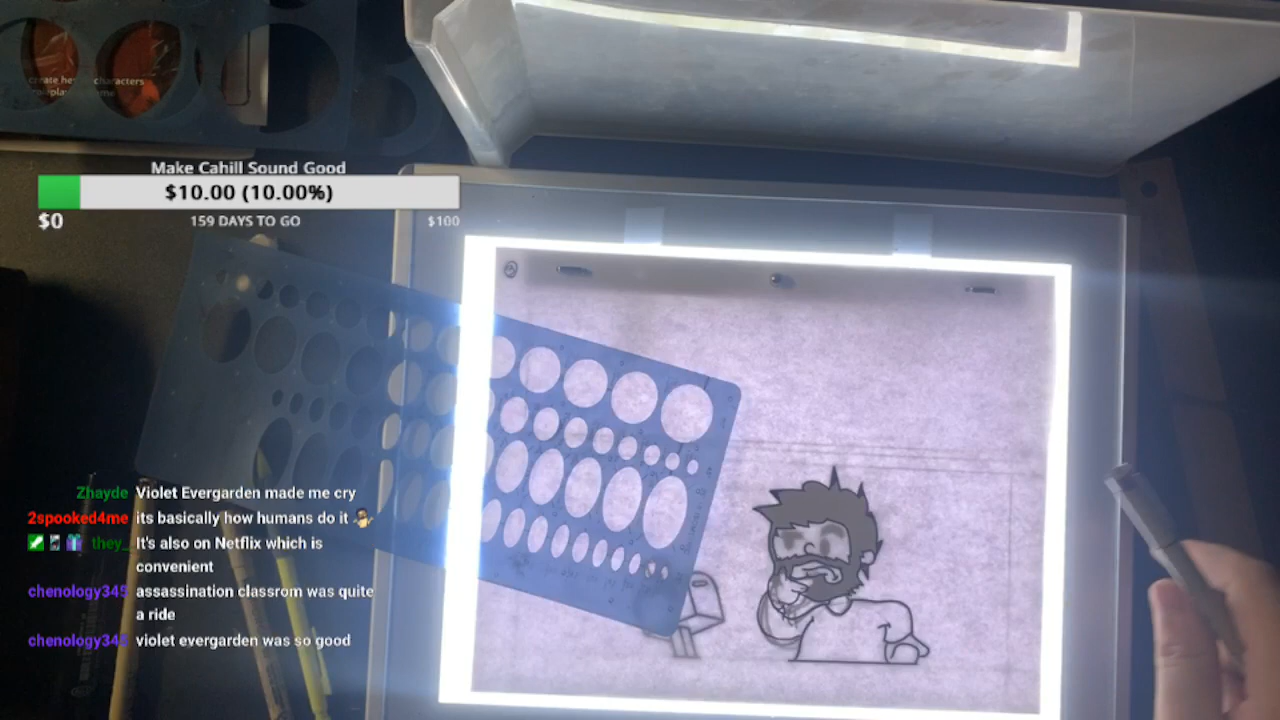 create he characters
Make Cahill Sound Good
$10.00 (10.00%)
$0 159 DAYS TO GO $100
Zhayde Violet Evergarden made me cry
2spooked4me its basically how humans do it
they_ It's also on Netflix which is
convenient
chenology345 assassination classrom was quite
a ride
chenology345 violet evergarden was so good